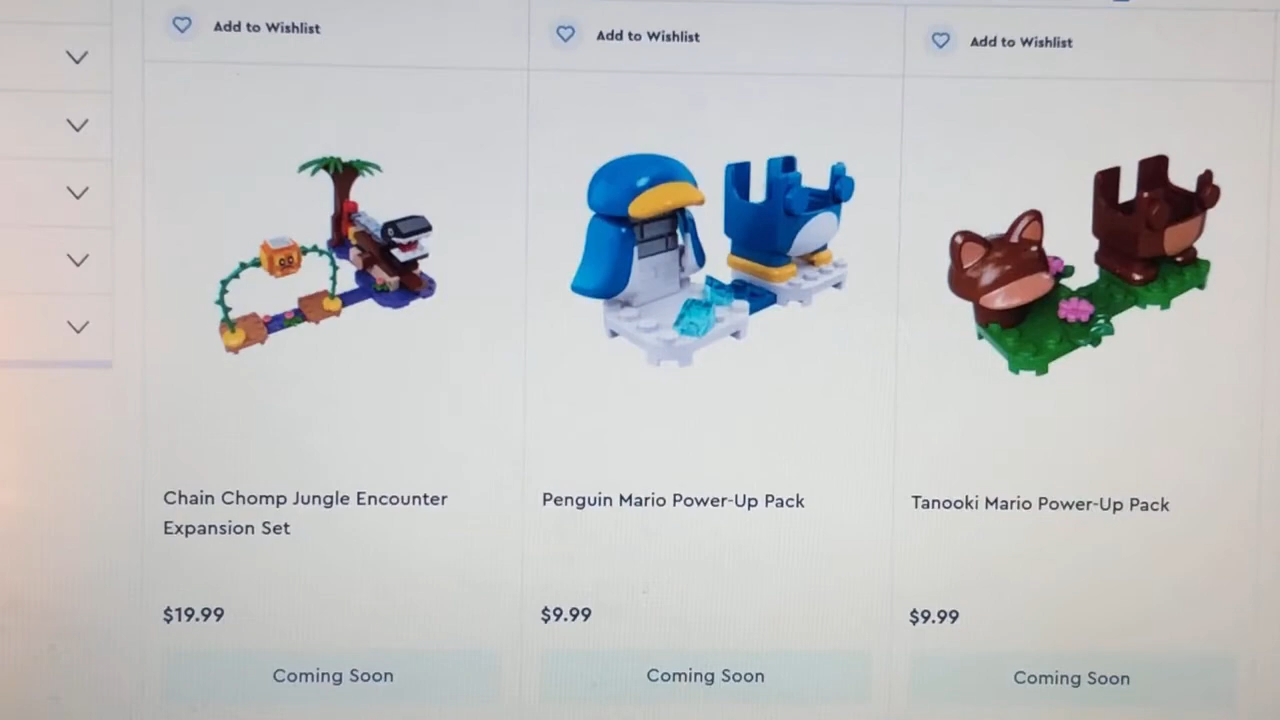 Add to Wishlist
Add to Wishlist
Add to Wishlist
Chain Chomp Jungle Encounter
Expansion Set
Penguin Mario Power-Up Pack
Tanooki Mario Power-Up Pack
$19.99
$9.99
$9.99
Coming Soon
Coming Soon
Coming Soon